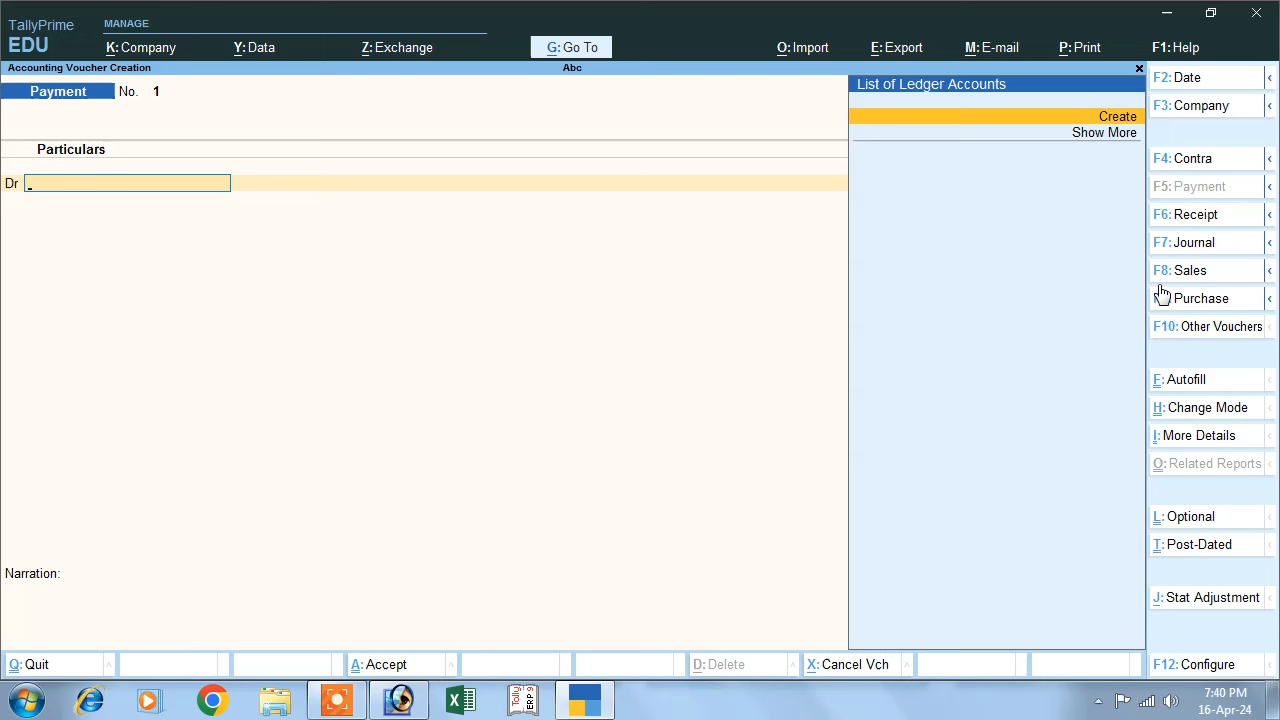 TallyPrime
EDU
MANAGE
K: Company
Y: Data
Z: Exchange
G: Go To
O: Import
E: Export
M: E-mail
P: Print
F1: Help
Accounting Voucher Creation
Abc
Payment
No. 1
Particulars
Dr
Narration:
List of Ledger Accounts
Create
Show More
F2: Date
F3: Company
F4: Contra
F5: Payment
F6: Receipt
F7: Journal
F8: Sales
Purchase
F10: Other Vouchers
F: Autofill
H: Change Mode
I: More Details
O: Related Reports
L: Optional
T: Post-Dated
J: Stat Adjustment
F12: Configure
Q: Quit
A: Accept
D: Delete
X: Cancel Vch
Tally
ERP 9
7:40 PM
16-Apr-24